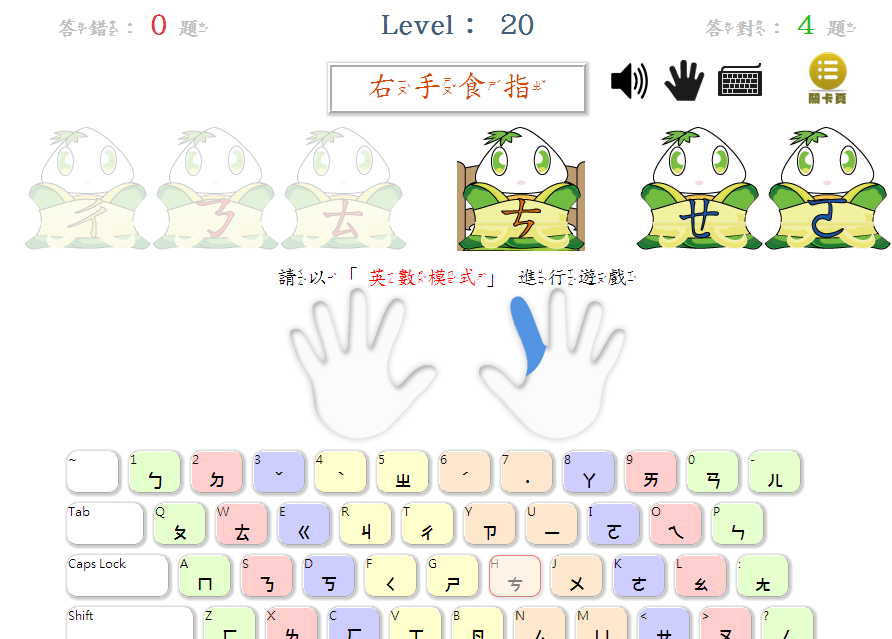 答錯： 0 題 Level： 20 答對： 4 題
右手食指
關卡頁
ㄔ ㄋ ㄊ ㄘ ㄝ ㄛ
請以「英數模式」 進行遊戲
~ 1 ㄅ 2 ㄉ 3 ˇ 4 ˋ 5 ㄓ 6 ˊ 7 ˙ 8 ㄚ 9 ㄞ 0 ㄢ - ㄦ
Tab Q ㄆ W ㄊ E ㄍ R ㄐ T ㄔ Y ㄗ U ㄧ I ㄛ O ㄟ P ㄣ
Caps Lock A ㄇ S ㄋ D ㄎ F ㄑ G ㄕ H ㄘ J ㄨ K ㄜ L ㄠ : ㄤ
Shift Z ㄈ X ㄌ C ㄏ V ㄒ B ㄖ N ㄙ M ㄩ < ㄝ > ㄡ ? ㄥ